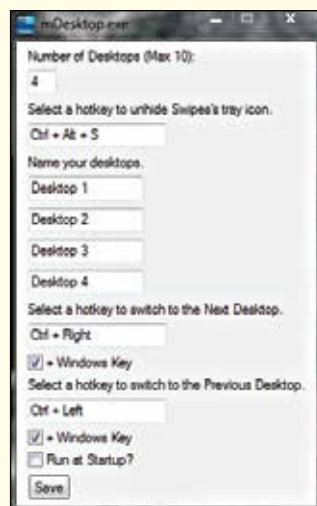 mDesktop.exe
Number of Desktops (Max 10):
4
Select a hotkey to unhide Swipea's tray icon.
Ctrl + Alt + S
Name your desktops.
Desktop 1
Desktop 2
Desktop 3
Desktop 4
Select a hotkey to switch to the Next Desktop.
Ctrl + Right
+ Windows Key
Select a hotkey to switch to the Previous Desktop.
Ctrl + Left
+ Windows Key
Run at Startup?
Save